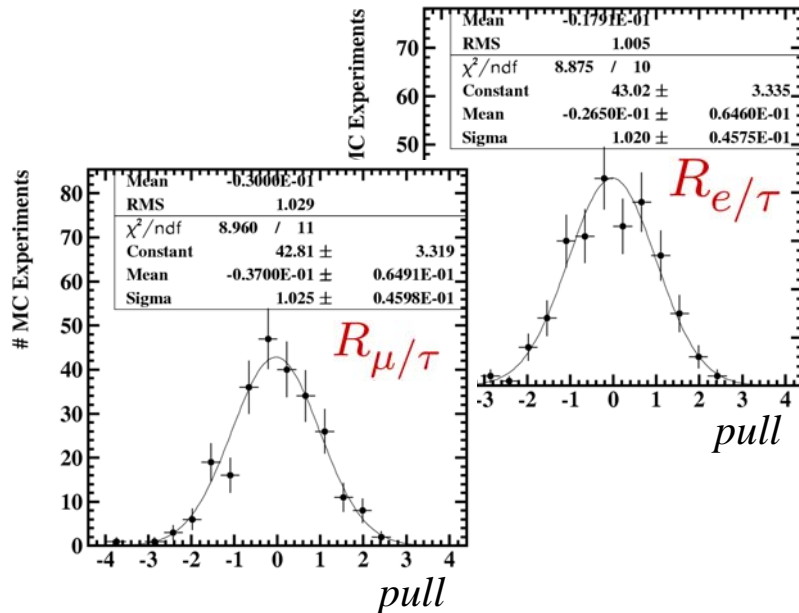 Mean -0.1791E-01
RMS 1.005
χ²/ndf 8.875 / 10
Constant 43.02 ± 3.335
Mean -0.2650E-01 ± 0.6460E-01
Sigma 1.020 ± 0.4575E-01
MC Experiments
70
60
50
R e/τ
-3 -2 -1 0 1 2 3 4
pull
Mean -0.3000E-01
RMS 1.029
χ²/ndf 8.960 / 11
Constant 42.81 ± 3.319
Mean -0.3700E-01 ± 0.6491E-01
Sigma 1.025 ± 0.4598E-01
# MC Experiments
80
70
60
50
40
30
20
10
0
R μ/τ
-4 -3 -2 -1 0 1 2 3 4
pull